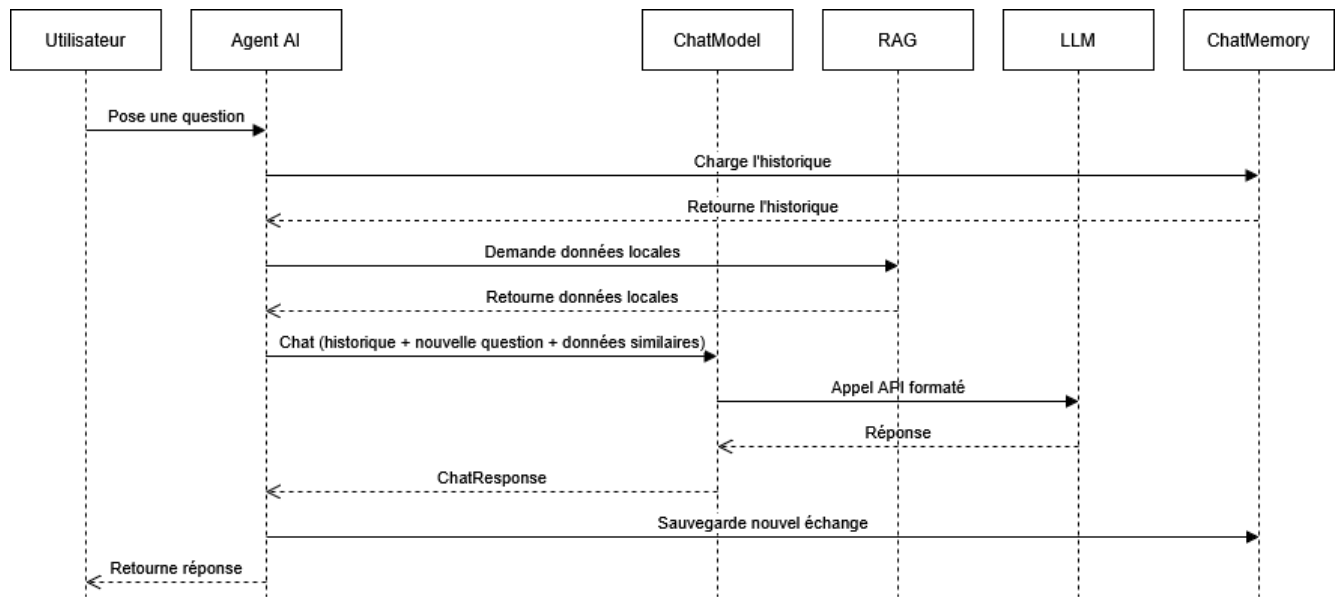 Utilisateur
Agent AI
ChatModel
RAG
LLM
ChatMemory
Pose une question
Charge l'historique
Retourne l'historique
Demande données locales
Retourne données locales
Chat (historique + nouvelle question + données similaires)
Appel API formaté
Réponse
ChatResponse
Sauvegarde nouvel échange
Retourne réponse